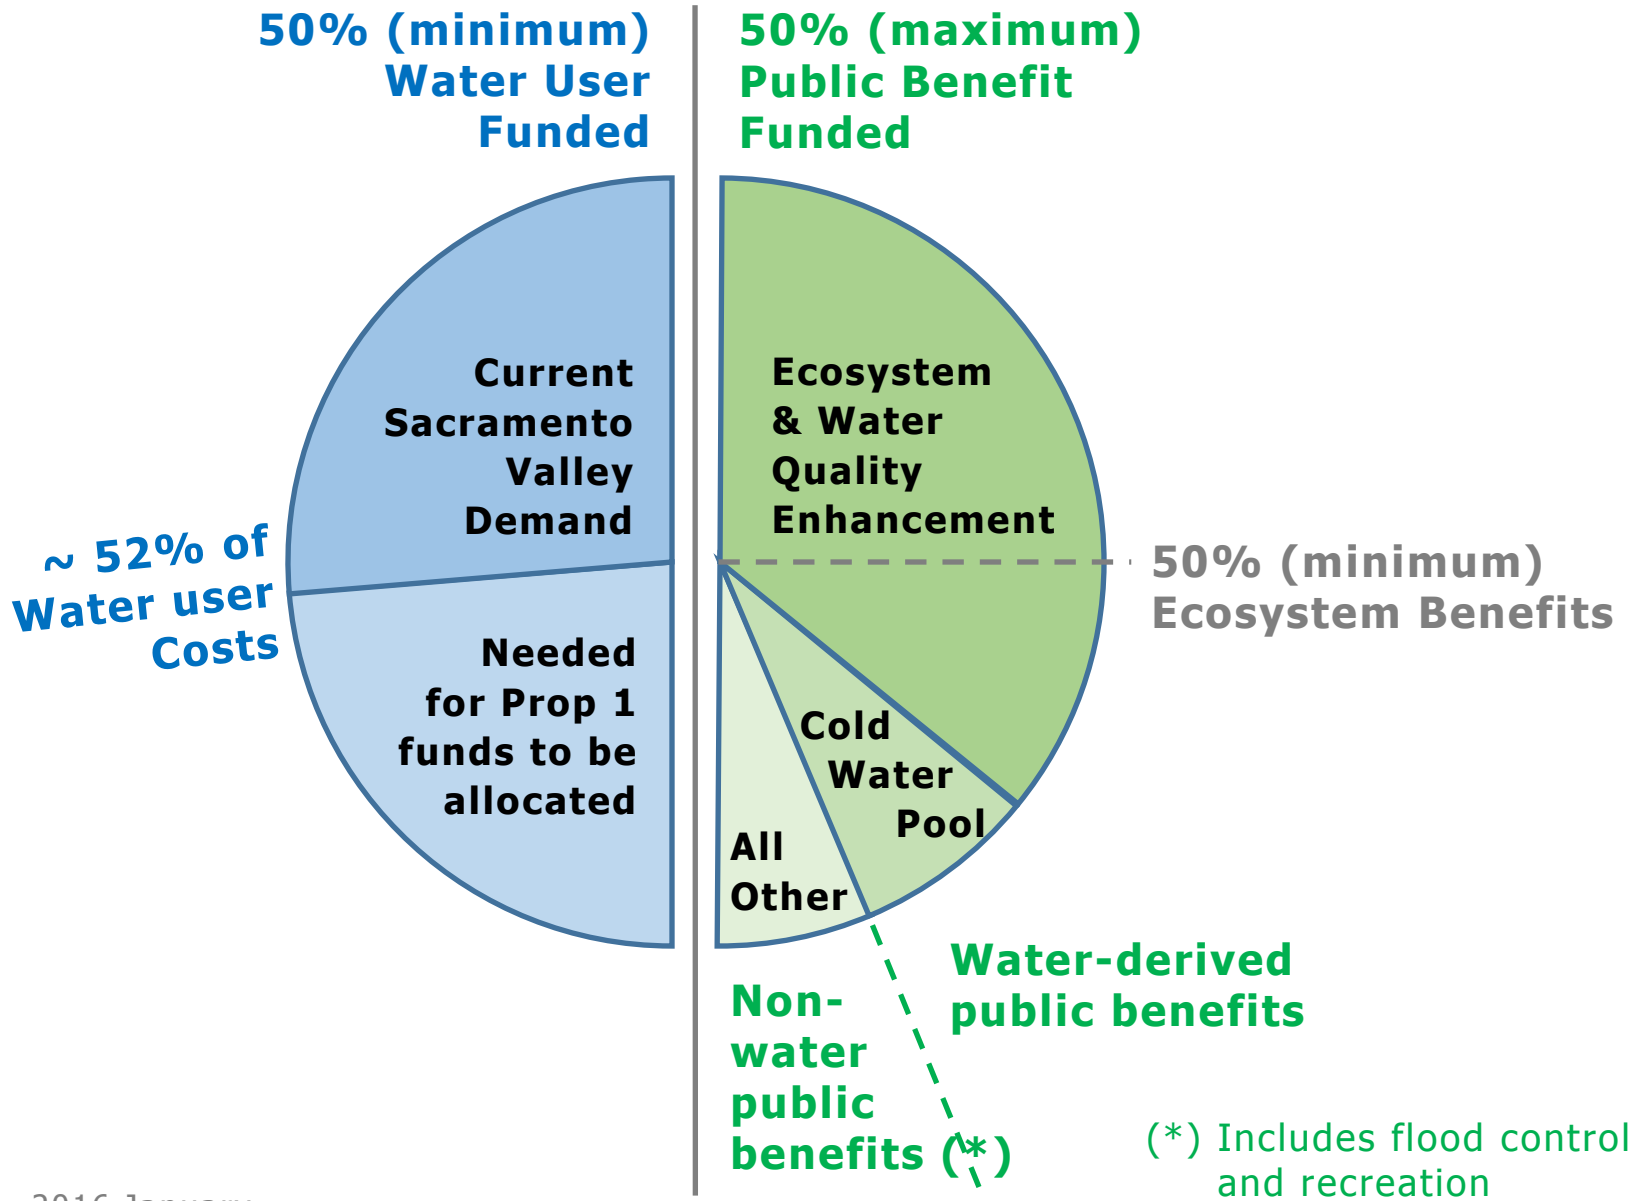 50% (minimum)
Water User
Funded
50% (maximum)
Public Benefit
Funded
Current
Sacramento
Valley
Demand
Ecosystem
& Water
Quality
Enhancement
~ 52% of
Water user
Costs
50% (minimum)
Ecosystem Benefits
Needed
for Prop 1
funds to be
allocated
Cold
Water
Pool
All
Other
Water-derived
public benefits
Non-
water
public
benefits (*)
(*) Includes flood control
and recreation
2016 January